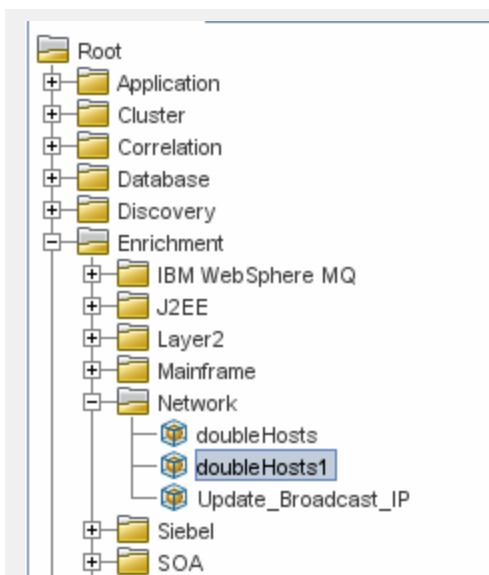 Root
Application
Cluster
Correlation
Database
Discovery
Enrichment
IBM WebSphere MQ
J2EE
Layer2
Mainframe
Network
doubleHosts
doubleHosts1
Update_Broadcast_IP
Siebel
SOA